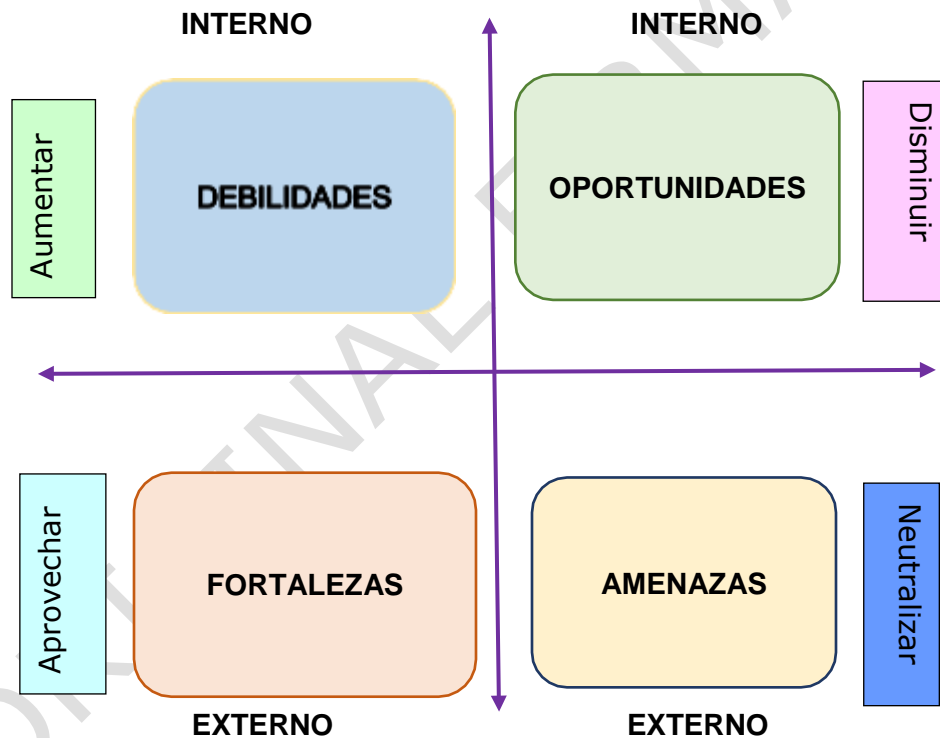 INTERNO
INTERNO
Aumentar
DEBILIDADES
OPORTUNIDADES
Disminuir
Aprovechar
FORTALEZAS
AMENAZAS
Neutralizar
EXTERNO
EXTERNO